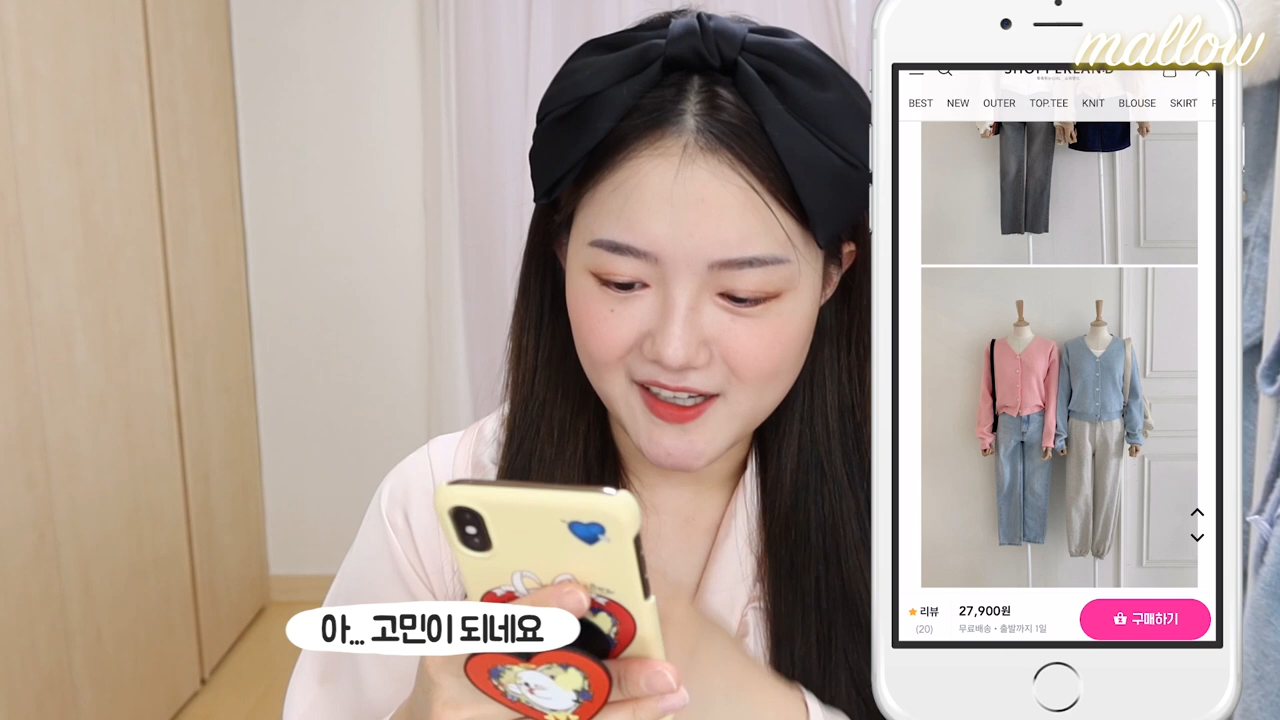 mallow
SHOPPERLAND
BEST NEW OUTER TOP.TEE KNIT BLOUSE SKIRT
리뷰
(20)
27,900원
무료배송 • 출발까지 1일
구매하기
아... 고민이 되네요